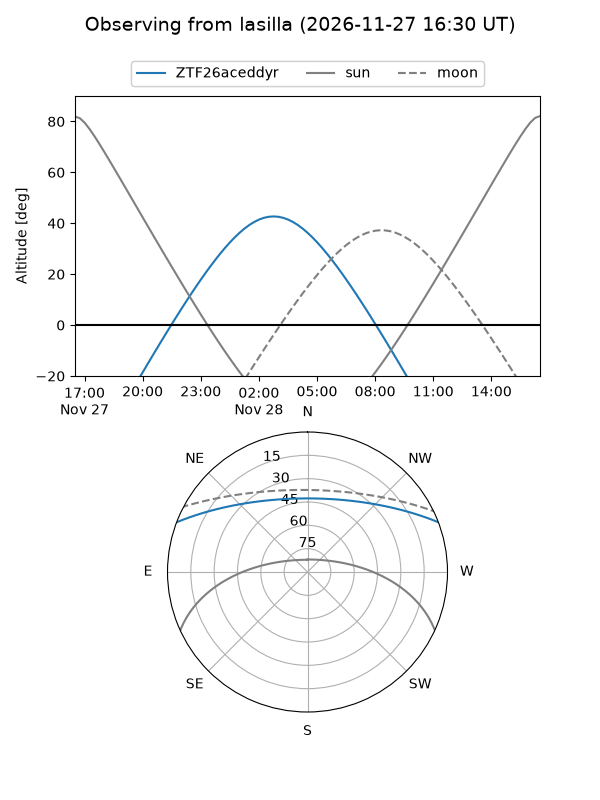 Observing from lasilla (2026-11-27 16:30 UT)
ZTF26aceddyr sun moon
Altitude [deg]
80
60
40
20
0
−20
17:00 20:00 23:00 02:00 05:00 08:00 11:00 14:00
Nov 27 Nov 28
N
NE NW
15
30
45
60
75
E W
SE SW
S